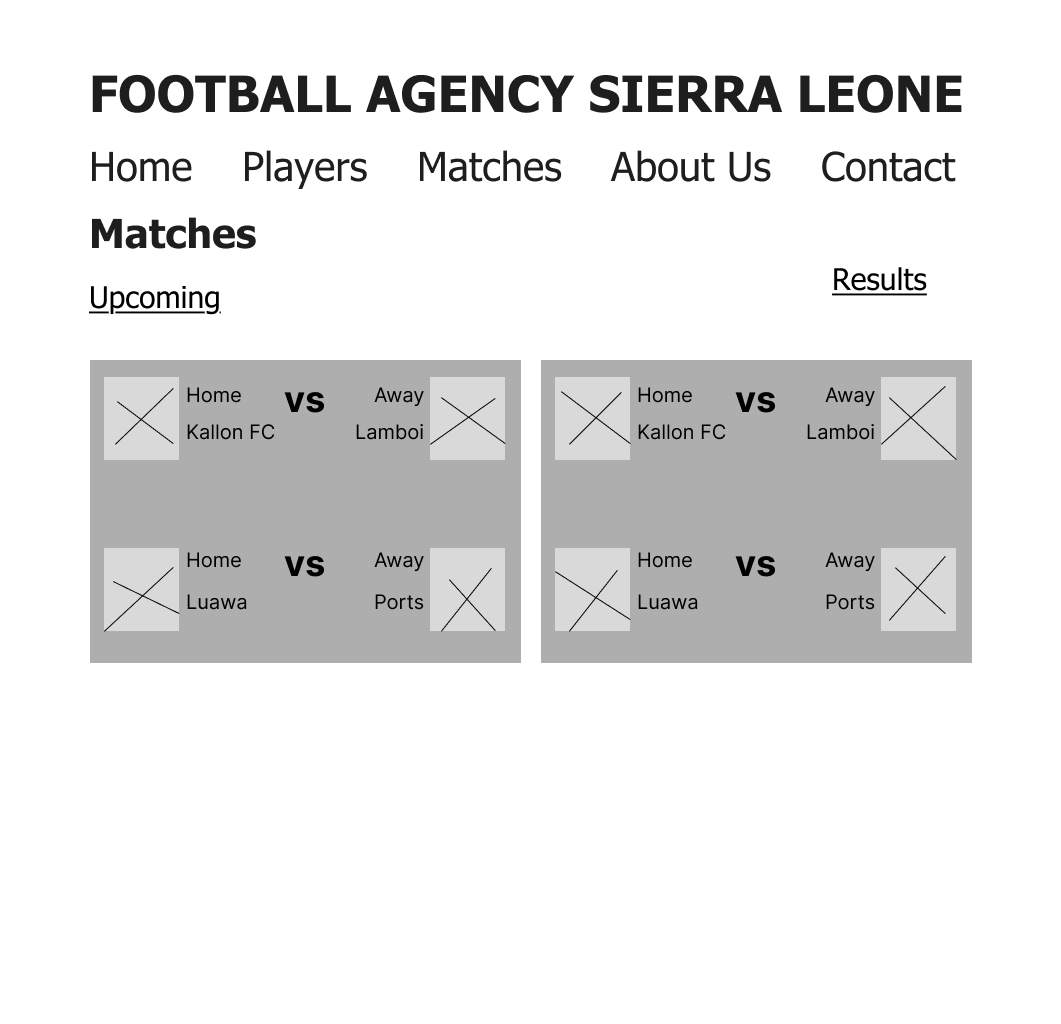 FOOTBALL AGENCY SIERRA LEONE
Home Players Matches About Us Contact
Matches
Results
Upcoming
Home vs Away
Kallon FC Lamboi
Home vs Away
Luawa Ports
Home vs Away
Kallon FC Lamboi
Home vs Away
Luawa Ports